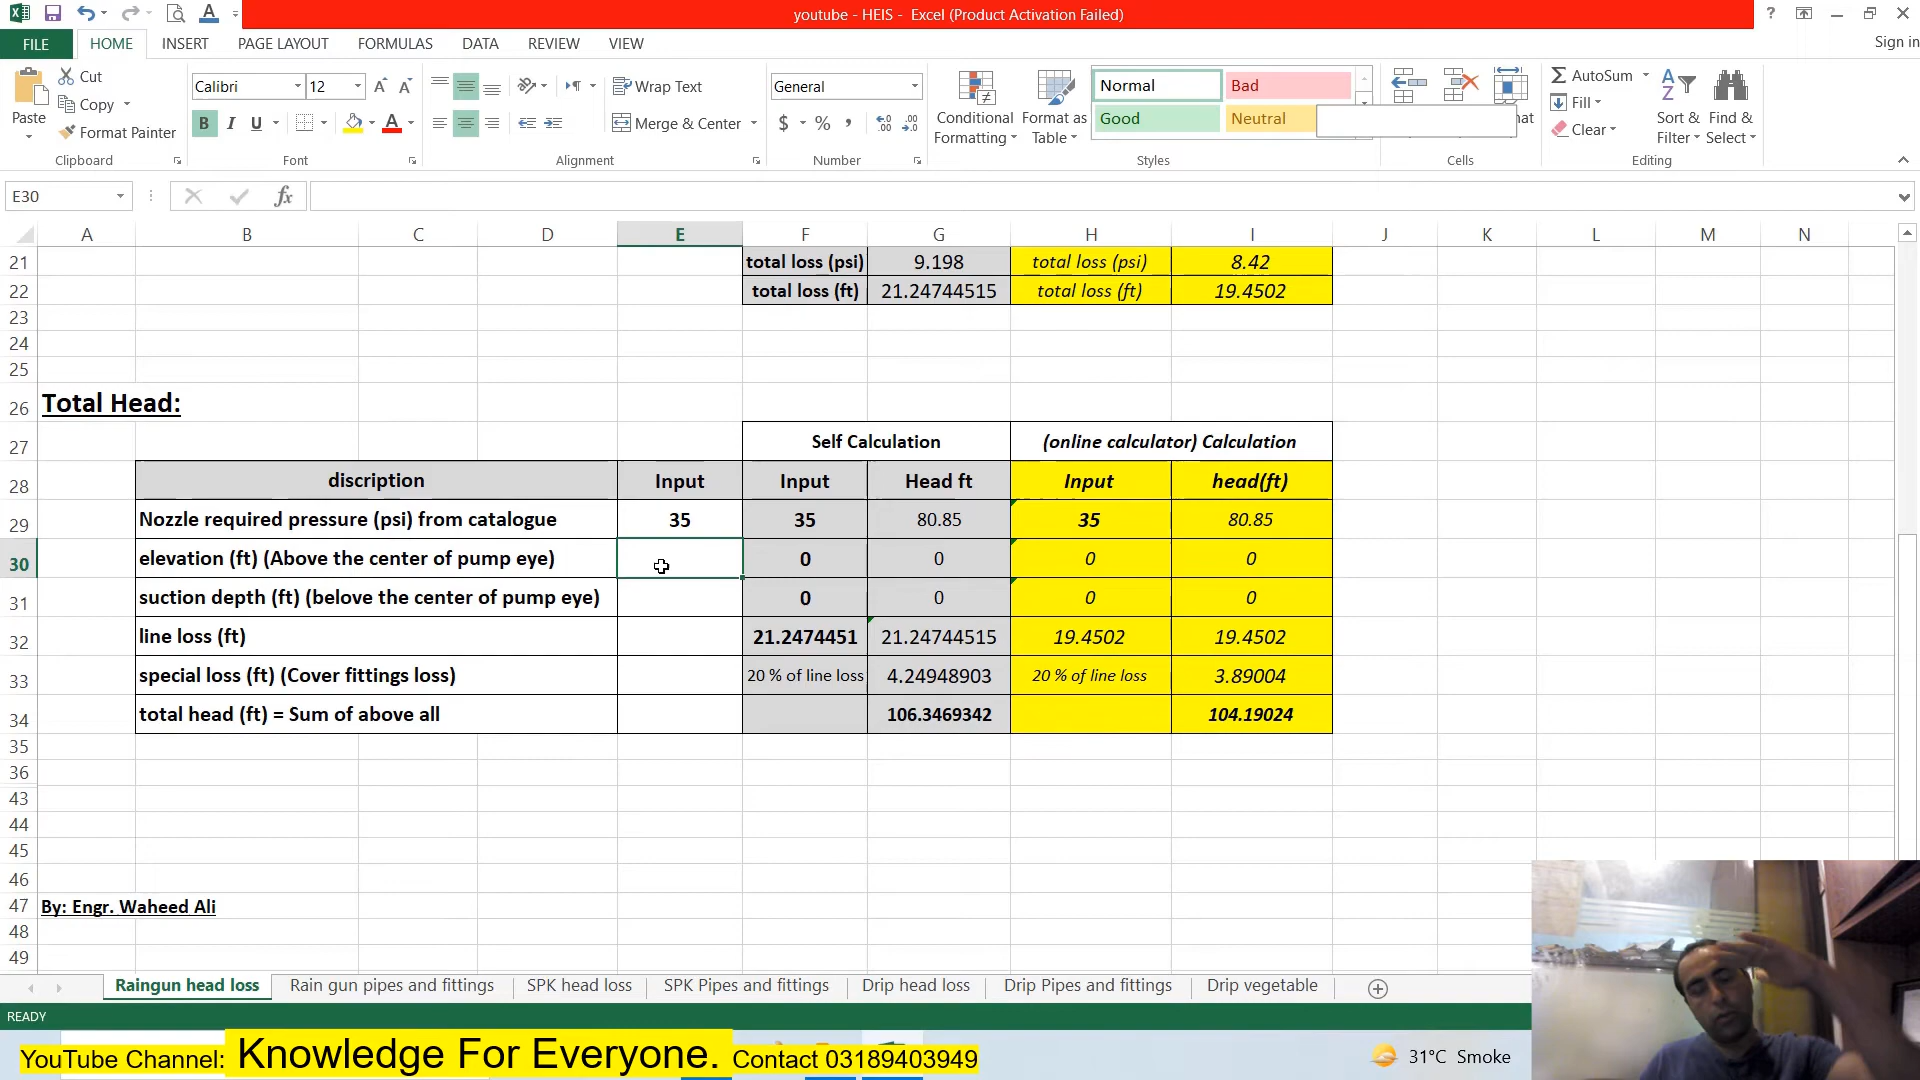 youtube - HEIS -  Excel (Product Activation Failed)
Sign in
FILE HOME INSERT PAGE LAYOUT FORMULAS DATA REVIEW VIEW
Paste Cut Copy Format Painter
Calibri 12
Wrap Text
Merge & Center
General
Conditional Formatting
Format as Table
Normal Bad
Good Neutral
AutoSum Fill Clear
Sort & Filter
Find & Select
Clipboard Font Alignment Number Styles Cells Editing
E30 fx
A B C D E F G H I J K L M N
21 total loss (psi) 9.198 total loss (psi) 8.42
22 total loss (ft) 21.24744515 total loss (ft) 19.4502
23
24
25
26 Total Head:
27 Self Calculation (online calculator) Calculation
28 discription Input Input Head ft Input head(ft)
29 Nozzle required pressure (psi) from catalogue 35 35 80.85 35 80.85
30 elevation (ft) (Above the center of pump eye) 0 0 0 0
31 suction depth (ft) (belove the center of pump eye) 0 0 0 0
32 line loss (ft) 21.2474451 21.24744515 19.4502 19.4502
33 special loss (ft) (Cover fittings loss) 20 % of line loss 4.24948903 20 % of line loss 3.89004
34 total head (ft) = Sum of above all 106.3469342 104.19024
35
36
43
44
45
46
47 By: Engr. Waheed Ali
48
49
Raingun head loss Rain gun pipes and fittings SPK head loss SPK Pipes and fittings Drip head loss Drip Pipes and fittings Drip vegetable
READY
YouTube Channel: Knowledge For Everyone. Contact 03189403949
31°C Smoke